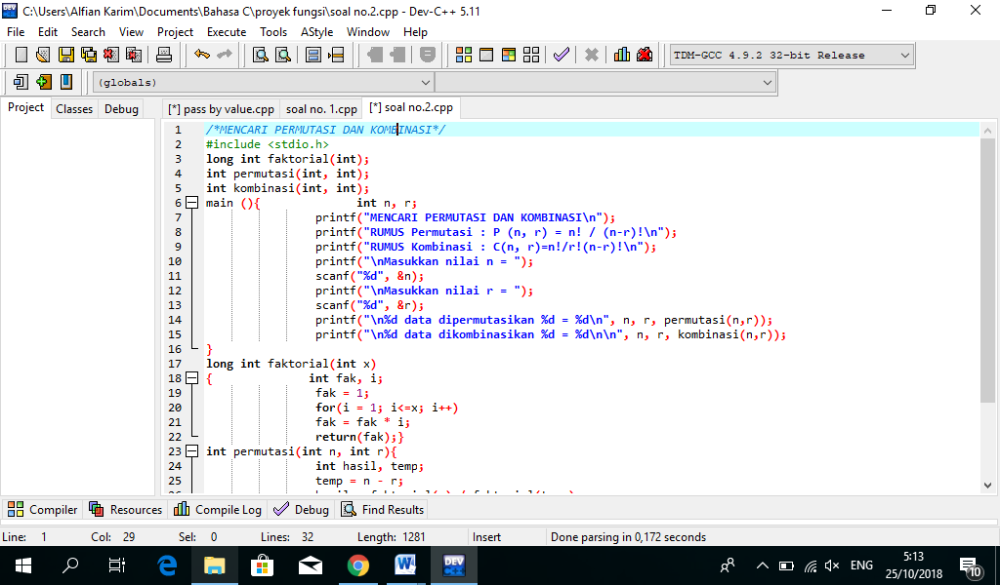 C:\Users\Alfian Karim\Documents\Bahasa C\proyek fungsi\soal no.2.cpp - Dev-C++ 5.11
File Edit Search View Project Execute Tools AStyle Window Help
TDM-GCC 4.9.2 32-bit Release
(globals)
Project Classes Debug [*] pass by value.cpp soal no. 1.cpp [*] soal no.2.cpp
1 /*MENCARI PERMUTASI DAN KOMBINASI*/
2 #include <stdio.h>
3 long int faktorial(int);
4 int permutasi(int, int);
5 int kombinasi(int, int);
6 main (){ int n, r;
7 printf("MENCARI PERMUTASI DAN KOMBINASI\n");
8 printf("RUMUS Permutasi : P (n, r) = n! / (n-r)!\n");
9 printf("RUMUS Kombinasi : C(n, r)=n!/r!(n-r)!\n");
10 printf("\nMasukkan nilai n = ");
11 scanf("%d", &n);
12 printf("\nMasukkan nilai r = ");
13 scanf("%d", &r);
14 printf("\n%d data dipermutasikan %d = %d\n", n, r, permutasi(n,r));
15 printf("\n%d data dikombinasikan %d = %d\n\n", n, r, kombinasi(n,r));
16 }
17 long int faktorial(int x)
18 { int fak, i;
19 fak = 1;
20 for(i = 1; i<=x; i++)
21 fak = fak * i;
22 return(fak);}
23 int permutasi(int n, int r){
24 int hasil, temp;
25 temp = n - r;
Compiler Resources Compile Log Debug Find Results
Line: 1 Col: 29 Sel: 0 Lines: 32 Length: 1281 Insert Done parsing in 0,172 seconds
ENG 5:13
25/10/2018
10